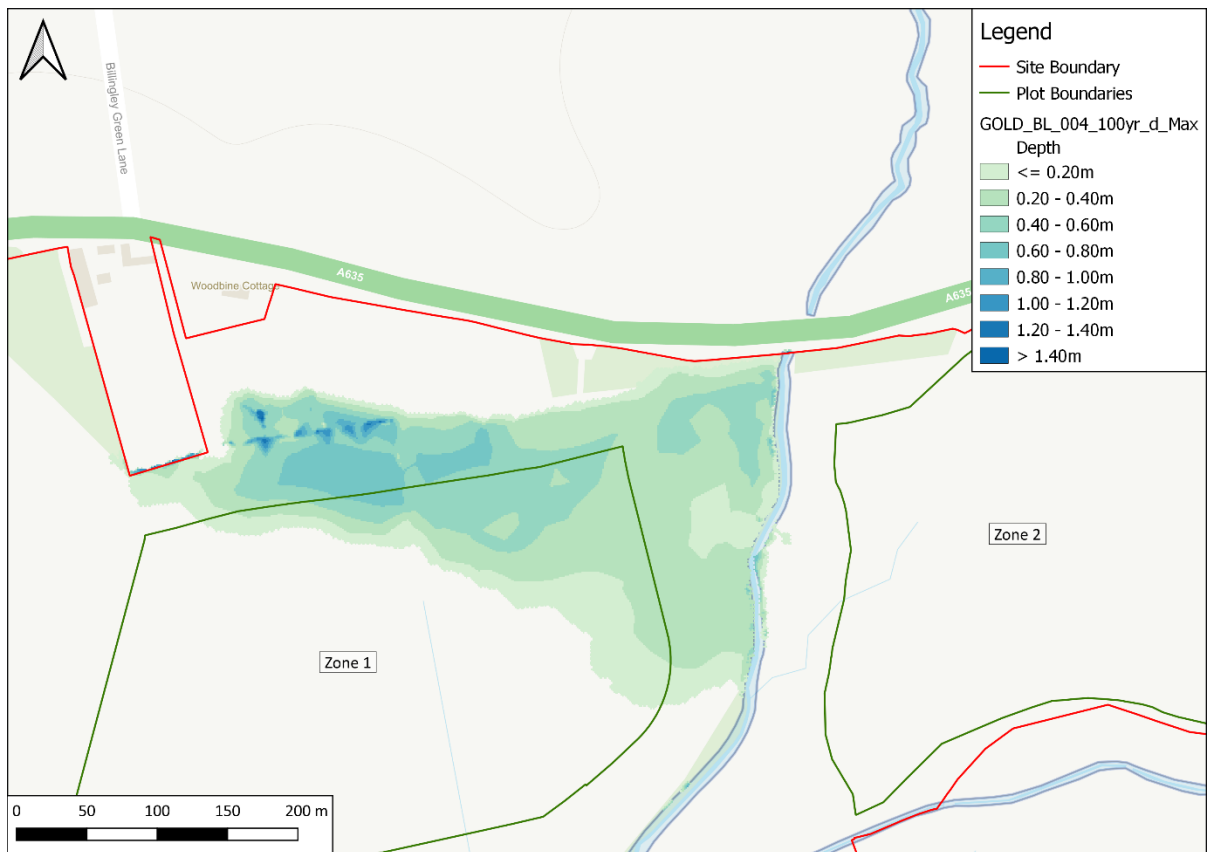 Billingley Green Lane
A635
Woodbine Cottage
A635
Zone 1
Zone 2
Legend
Site Boundary
Plot Boundaries
GOLD_BL_004_100yr_d_Max
Depth
<= 0.20m
0.20 - 0.40m
0.40 - 0.60m
0.60 - 0.80m
0.80 - 1.00m
1.00 - 1.20m
1.20 - 1.40m
> 1.40m
0 50 100 150 200 m